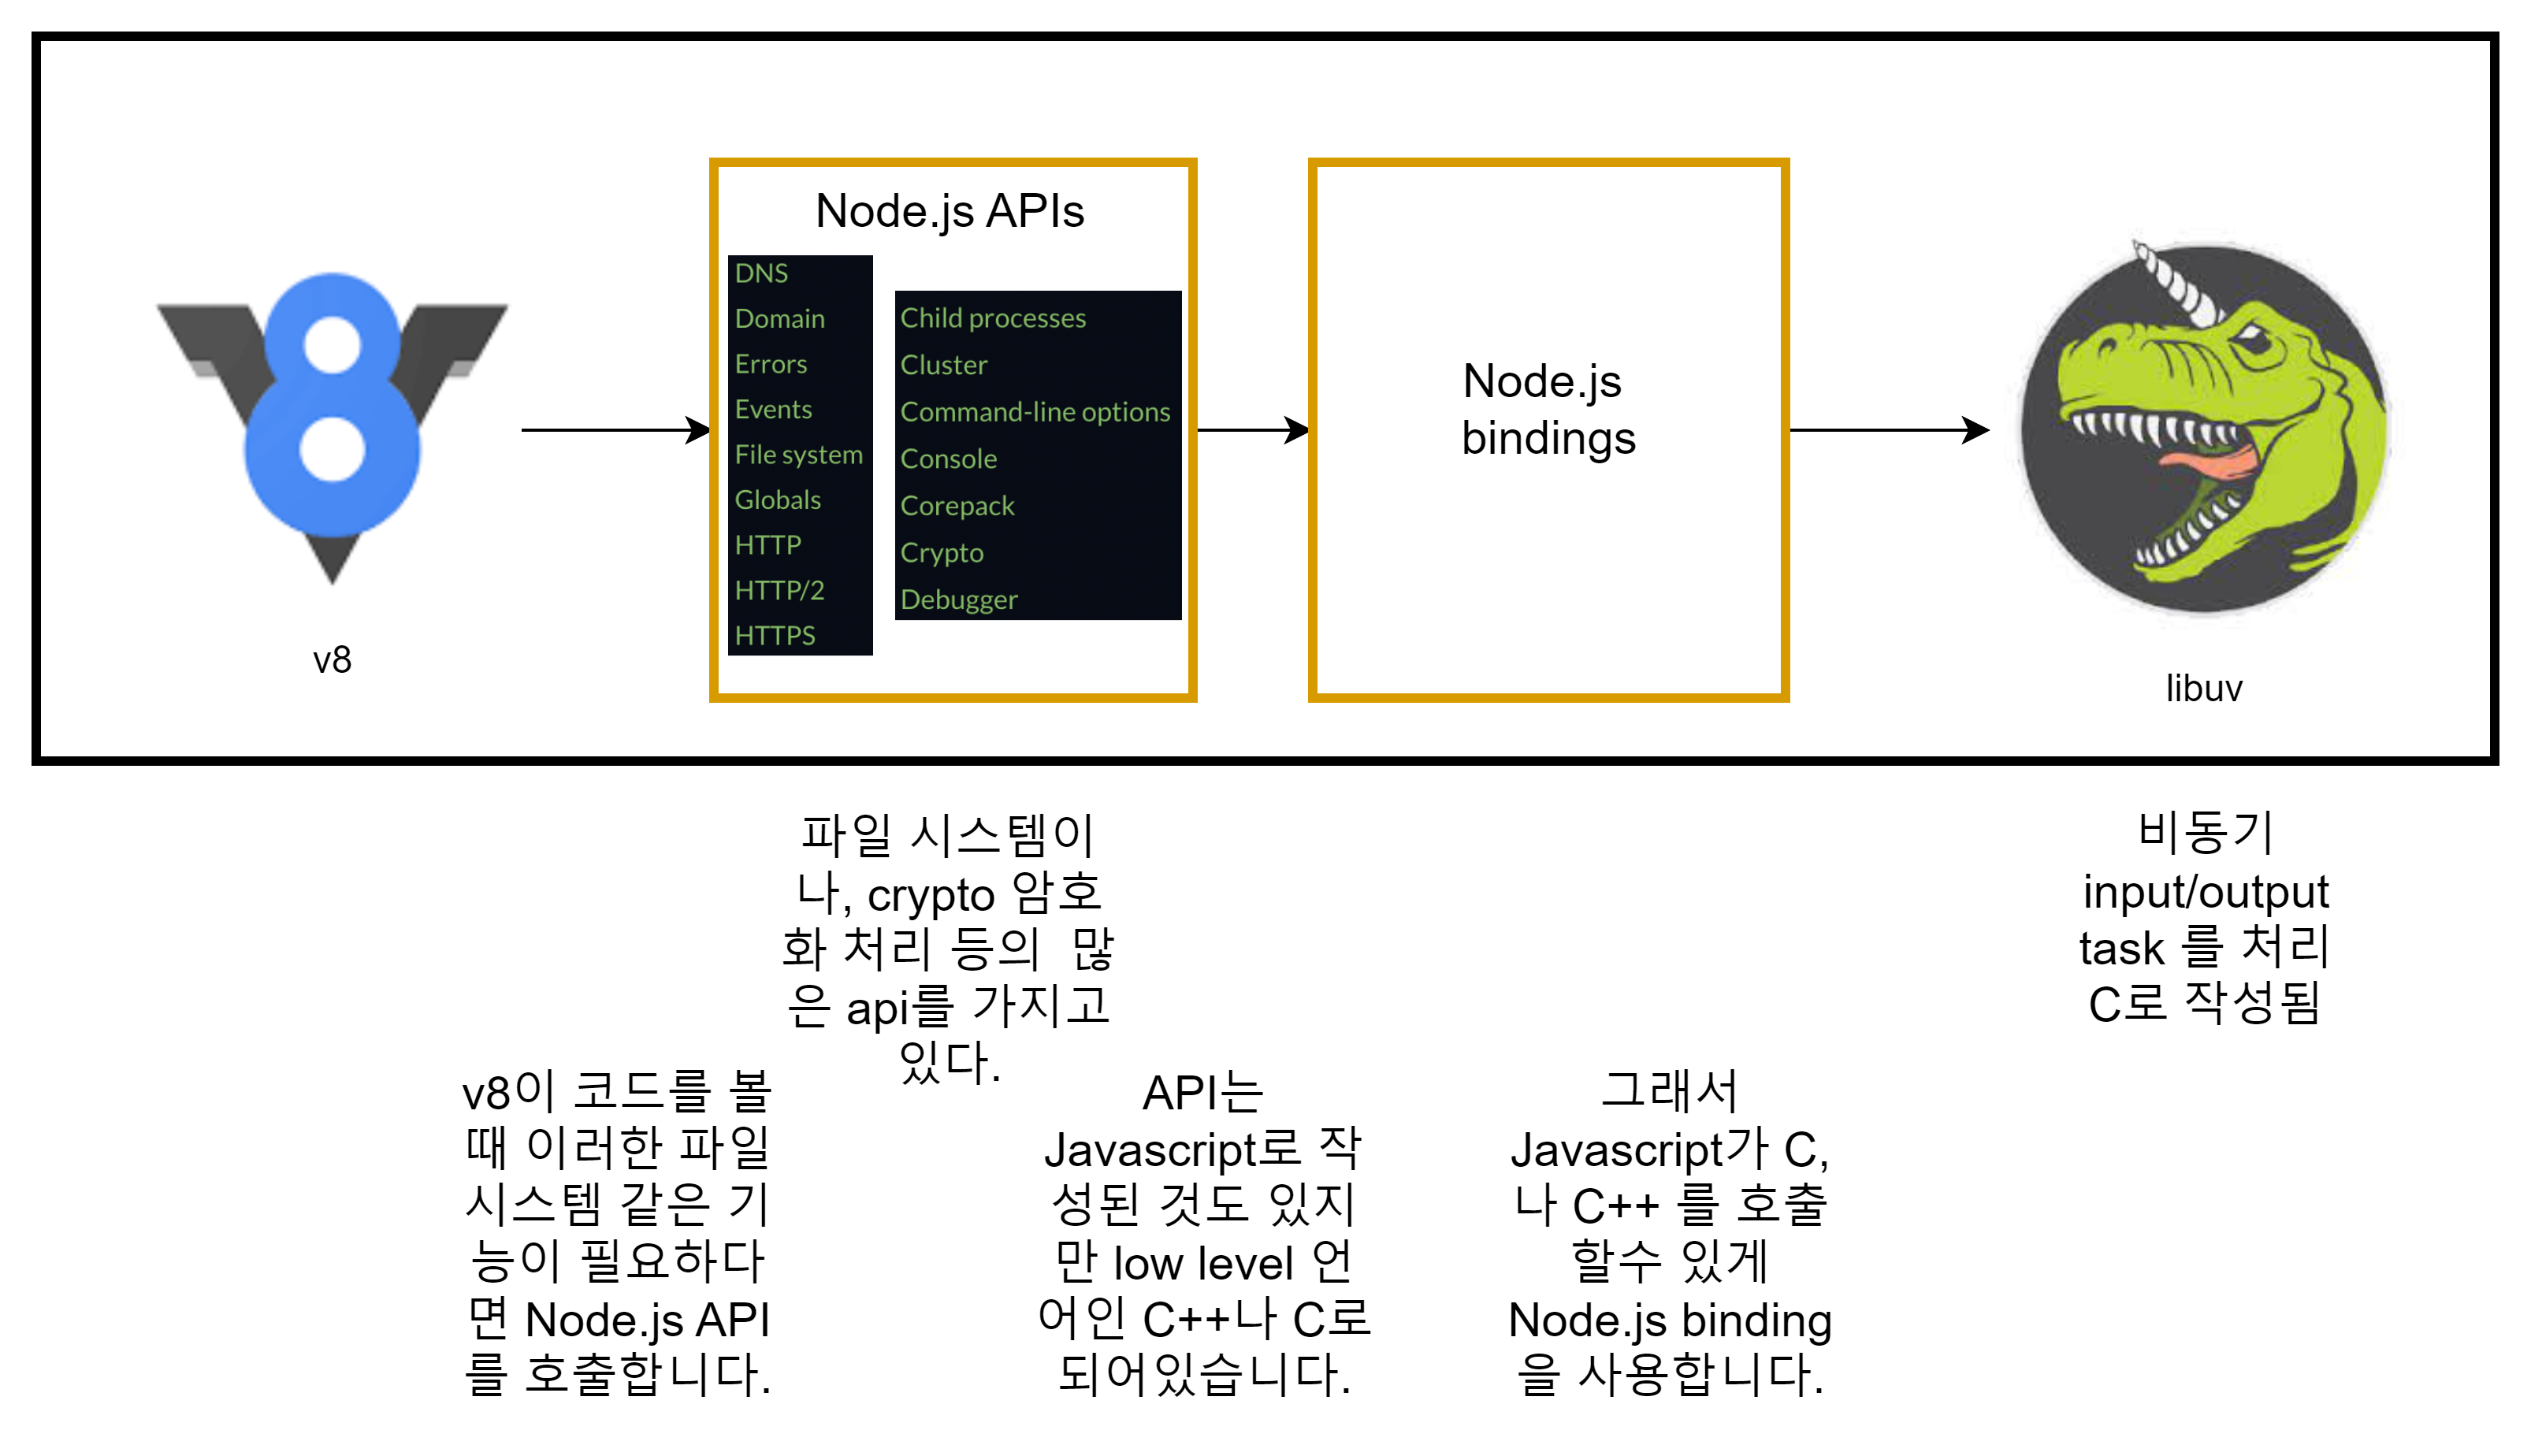 Node.js APIs
DNS
Domain
Errors
Events
File system
Globals
HTTP
HTTP/2
HTTPS
Child processes
Cluster
Command-line options
Console
Corepack
Crypto
Debugger
Node.js
bindings
8
v8
libuv
파일 시스템이
나, crypto 암호
화 처리 등의  많
은 api를 가지고
있다.
비동기
input/output
task 를 처리
C로 작성됨
v8이 코드를 볼
때 이러한 파일
시스템 같은 기
능이 필요하다
면 Node.js API
를 호출합니다.
API는
Javascript로 작
성된 것도 있지
만 low level 언
어인 C++나 C로
되어있습니다.
그래서
Javascript가 C,
나 C++ 를 호출
할수 있게
Node.js binding
을 사용합니다.